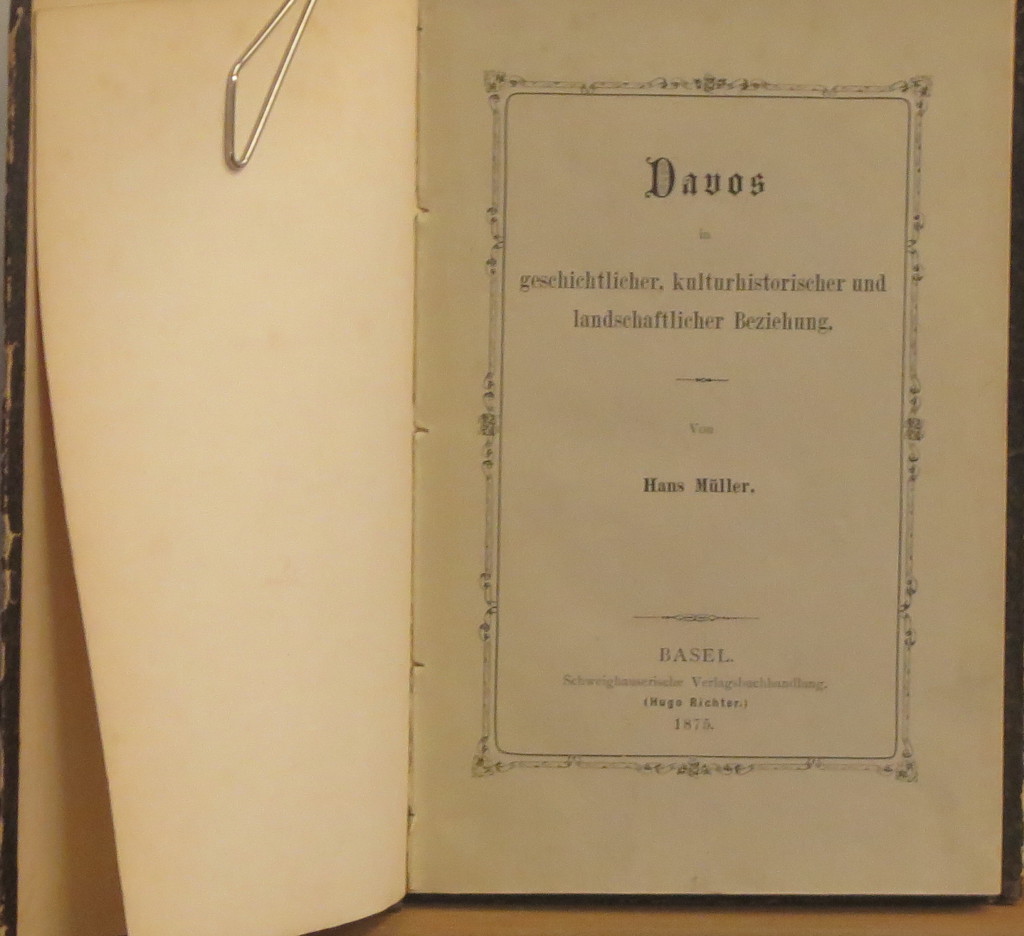 Davos
in
geschichtlicher, kulturhistorischer und
landschaftlicher Beziehung.
Von
Hans Müller.
BASEL.
Schweighauserische Verlagsbuchhandlung.
(Hugo Richter.)
1875.